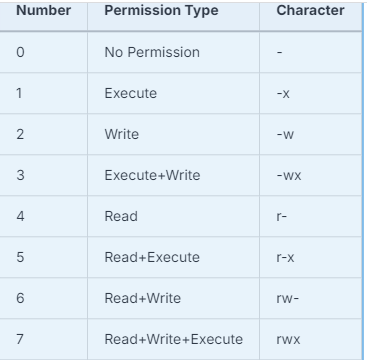 Number Permission Type Character
0 No Permission -
1 Execute -x
2 Write -w
3 Execute+Write -wx
4 Read r-
5 Read+Execute r-x
6 Read+Write rw-
7 Read+Write+Execute rwx